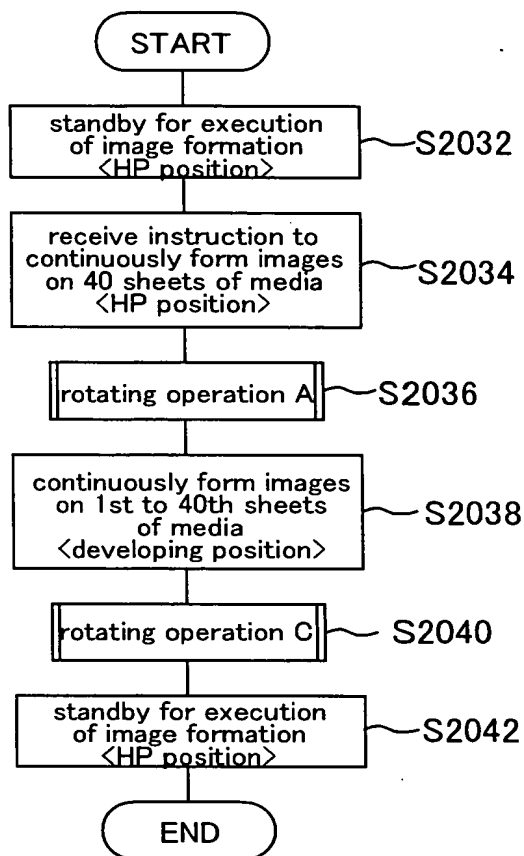 START
standby for execution
of image formation
<HP position>
S2032
receive instruction to
continuously form images
on 40 sheets of media
<HP position>
S2034
rotating operation A
S2036
continuously form images
on 1st to 40th sheets
of media
<developing position>
S2038
rotating operation C
S2040
standby for execution
of image formation
<HP position>
S2042
END